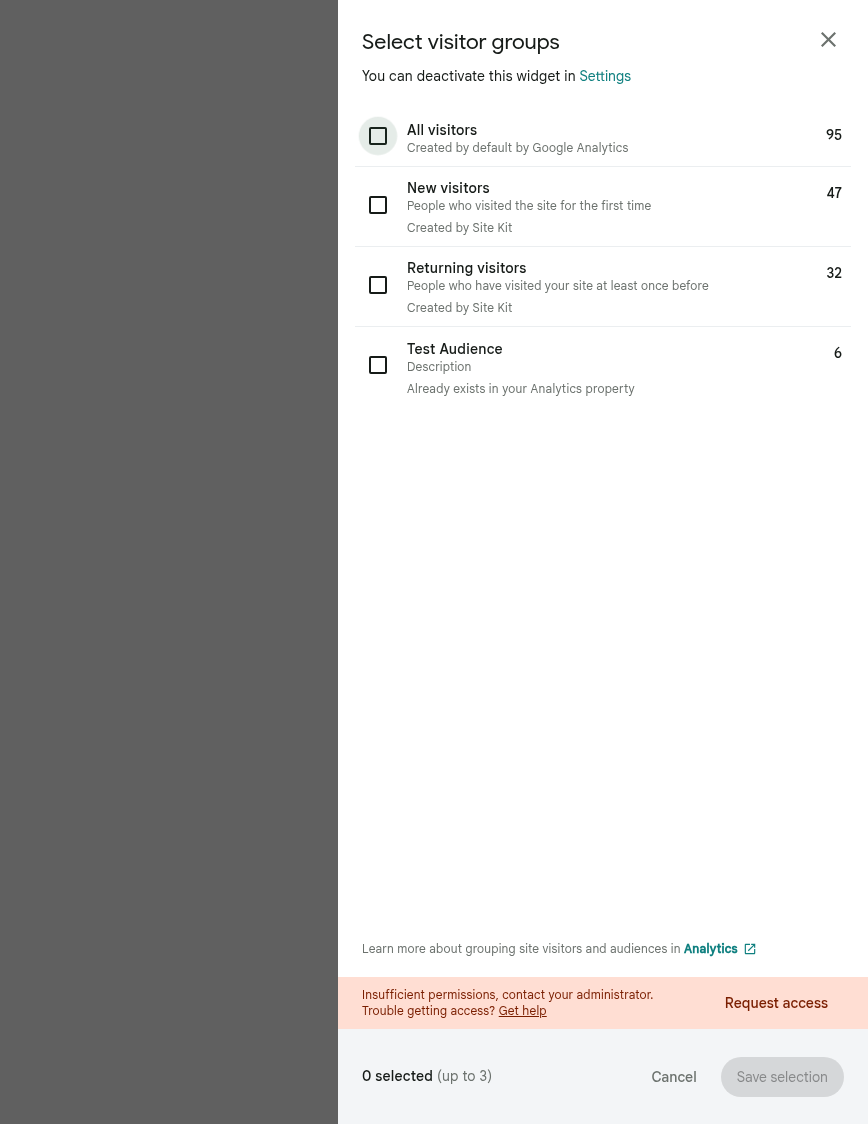 Select visitor groups
You can deactivate this widget in Settings
All visitors
95
Created by default by Google Analytics
New visitors
47
People who visited the site for the first time
Created by Site Kit
Returning visitors
32
People who have visited your site at least once before
Created by Site Kit
Test Audience
6
Description
Already exists in your Analytics property
Learn more about grouping site visitors and audiences in Analytics
Insufficient permissions, contact your administrator.
Trouble getting access? Get help
Request access
0 selected (up to 3)
Cancel
Save selection